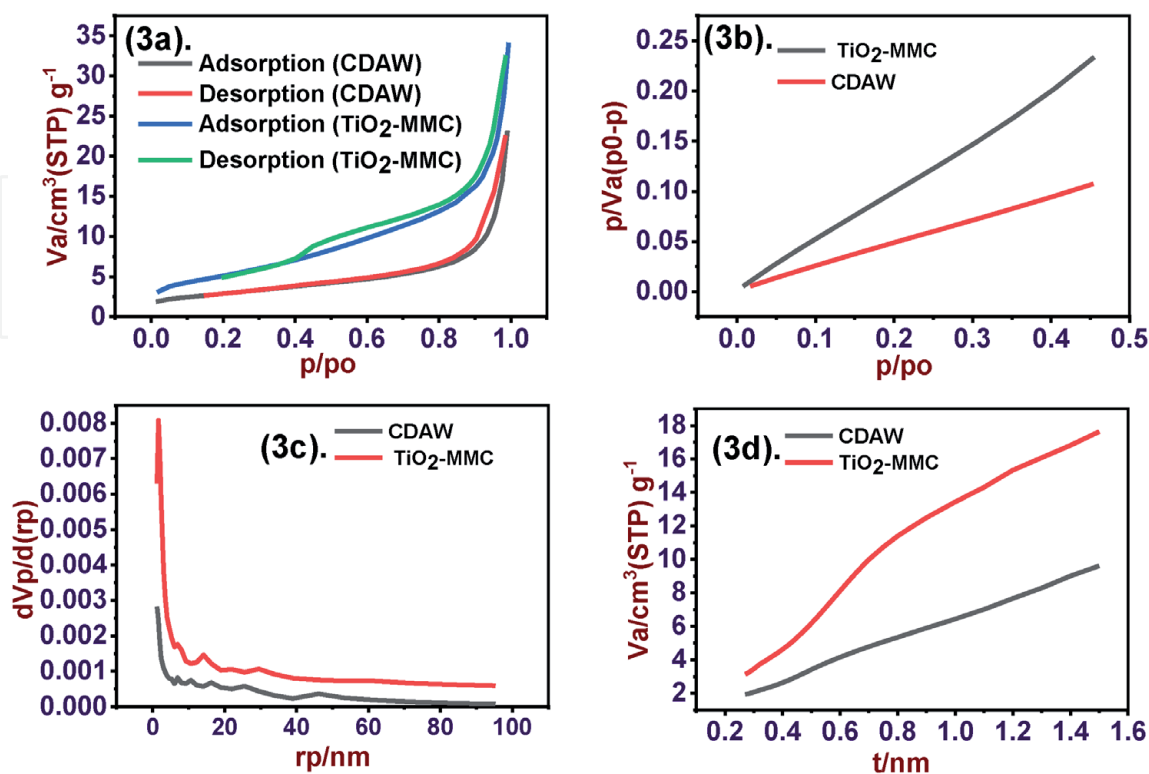 (3a).
Adsorption (CDAW)
Desorption (CDAW)
Adsorption (TiO2-MMC)
Desorption (TiO2-MMC)
Va/cm3(STP) g-1
35
30
25
20
15
10
5
0
0.0 0.2 0.4 0.6 0.8 1.0
p/po
(3b).
TiO2-MMC
CDAW
p/Va(p0-p)
0.25
0.20
0.15
0.10
0.05
0.00
0.0 0.1 0.2 0.3 0.4 0.5
p/po
(3c).
CDAW
TiO2-MMC
dVp/d(rp)
0.008
0.007
0.006
0.005
0.004
0.003
0.002
0.001
0.000
0 20 40 60 80 100
rp/nm
(3d).
CDAW
TiO2-MMC
Va/cm3(STP) g-1
18
16
14
12
10
8
6
4
2
0.2 0.4 0.6 0.8 1.0 1.2 1.4 1.6
t/nm